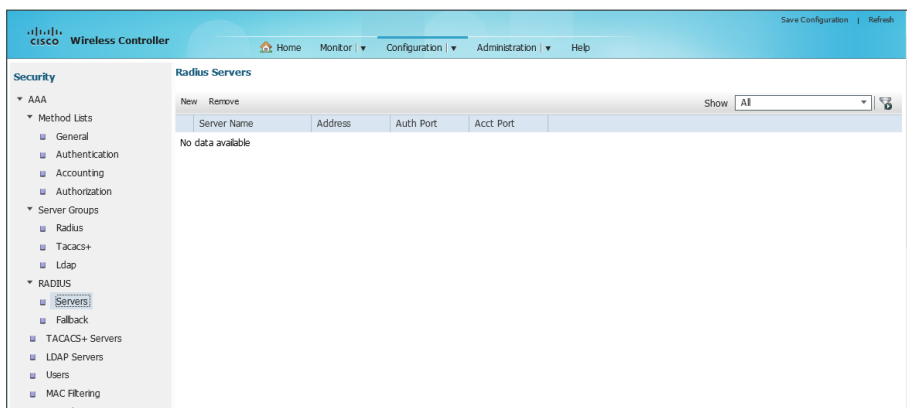 Save Configuration | Refresh
CISCO Wireless Controller
Home Monitor | ▼ Configuration | ▼ Administration | ▼ Help
Security
AAA
Method Lists
General
Authentication
Accounting
Authorization
Server Groups
Radius
Tacacs+
Ldap
RADIUS
Servers
Fallback
TACACS+ Servers
LDAP Servers
Users
MAC Filtering
Radius Servers
New Remove
Show All
Server Name Address Auth Port Acct Port
No data available